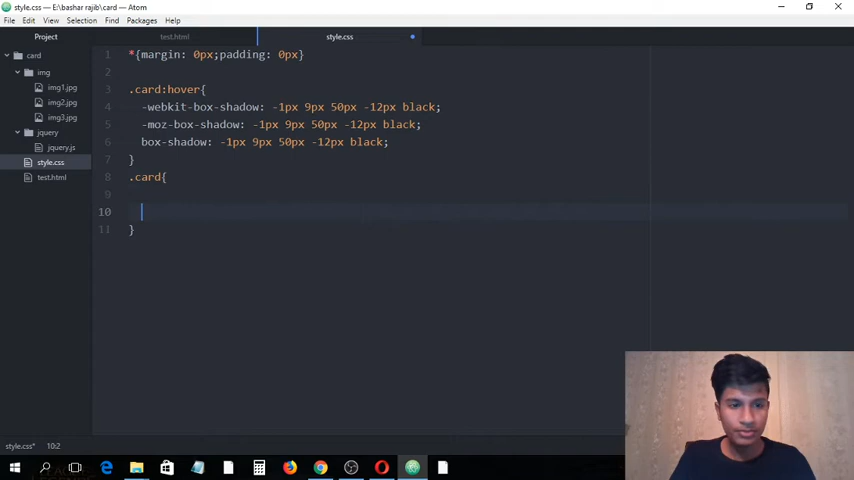 style.css — E:\bashar rajib\card — Atom
File Edit View Selection Find Packages Help
Project
test.html
style.css
card
img
img1.jpg
img2.jpg
img3.jpg
jquery
jquery.js
style.css
test.html
1 *{margin: 0px;padding: 0px}
2
3 .card:hover{
4 -webkit-box-shadow: -1px 9px 50px -12px black;
5 -moz-box-shadow: -1px 9px 50px -12px black;
6 box-shadow: -1px 9px 50px -12px black;
7 }
8 .card{
9
10
11 }
style.css* 10:2